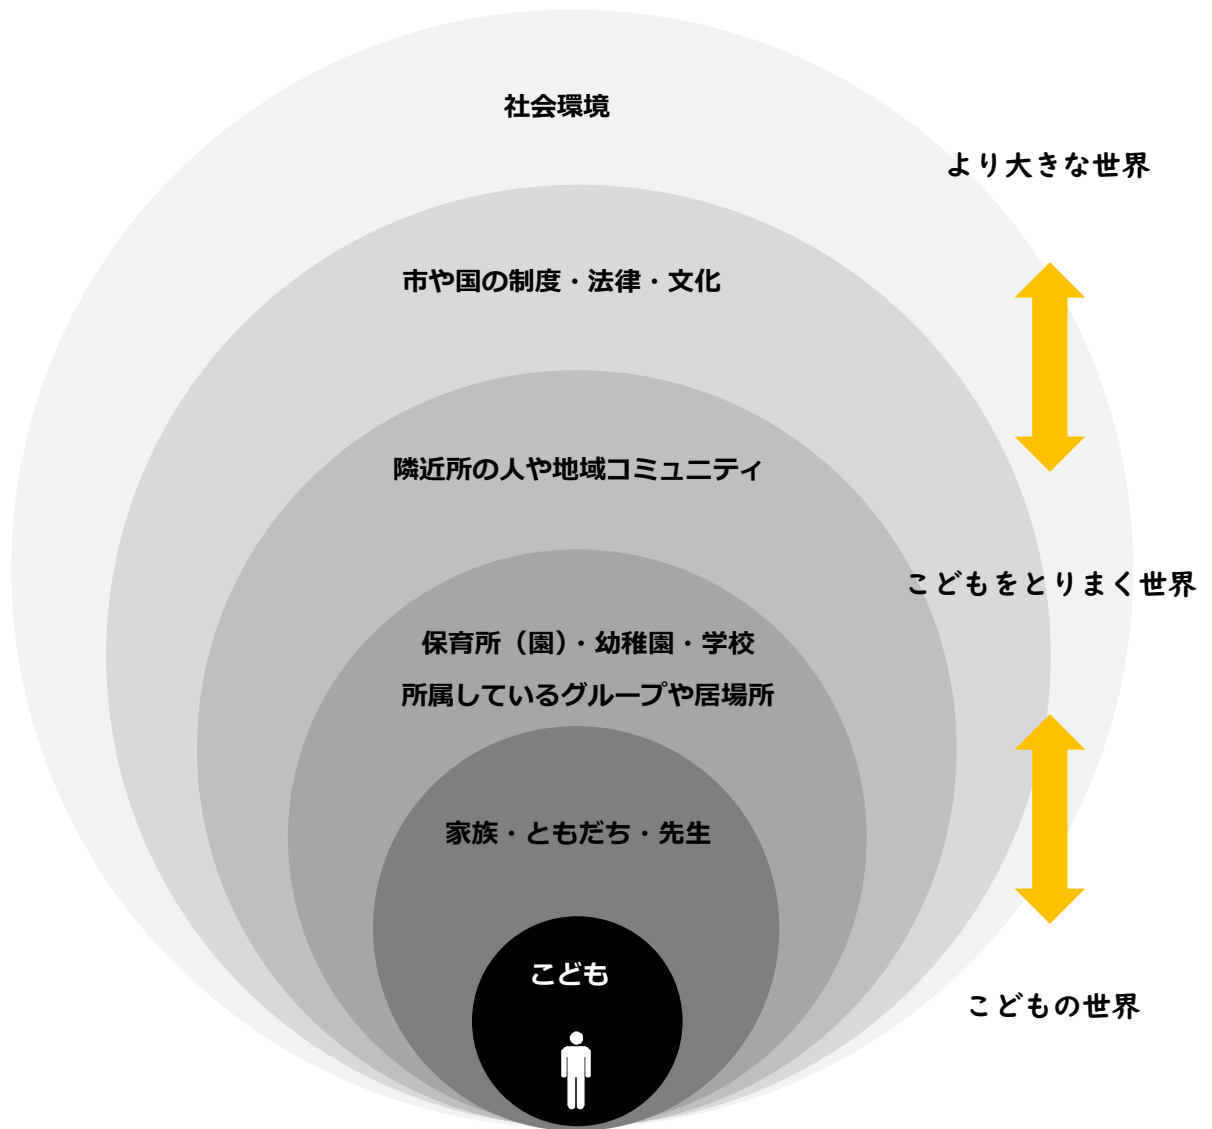 社会環境
より大きな世界
市や国の制度・法律・文化
隣近所の人や地域コミュニティ
こどもをとりまく世界
保育所（園）・幼稚園・学校
所属しているグループや居場所
家族・ともだち・先生
こども
こどもの世界